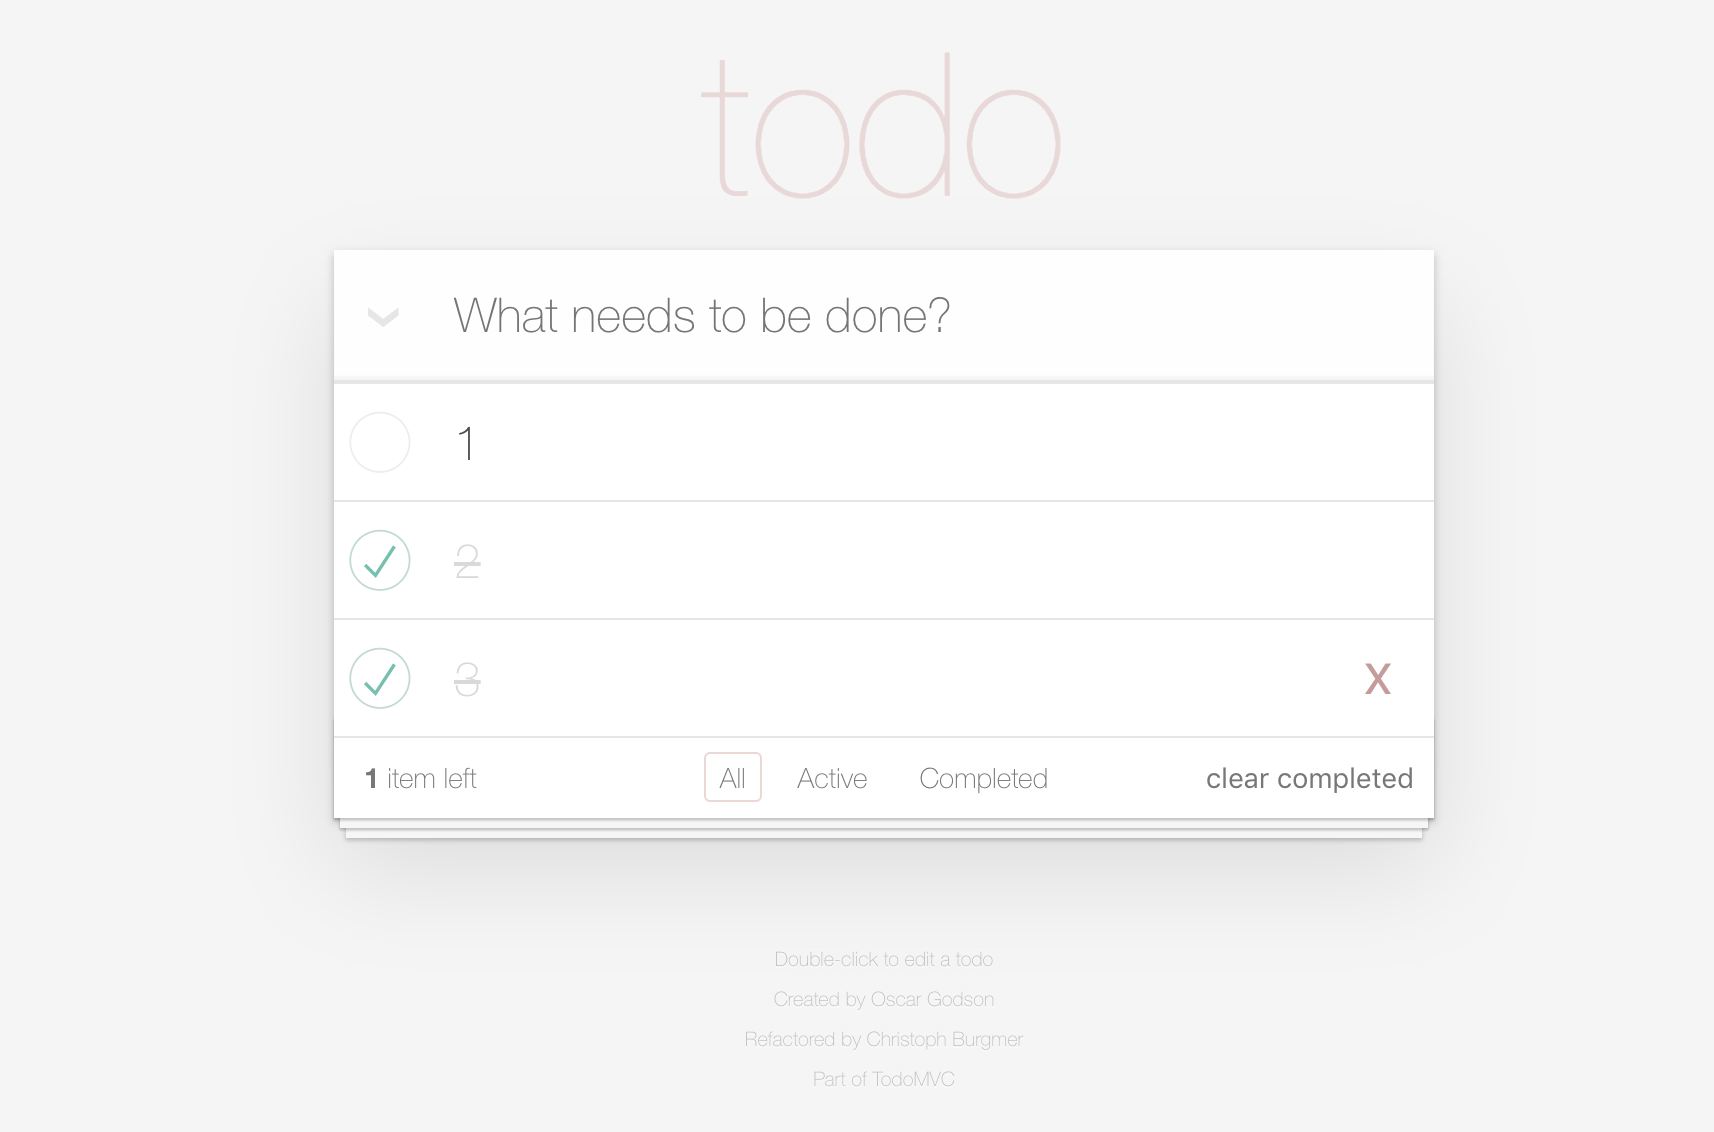 todo
What needs to be done?
1
2
3 X
1 item left All Active Completed clear completed
Double-click to edit a todo
Created by Oscar Godson
Refactored by Christoph Burgmer
Part of TodoMVC